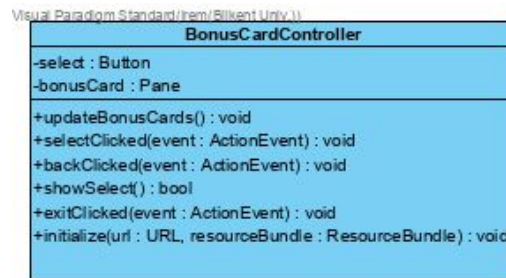 Visual Paradigm Standard(Irem(Bilkent Univ.))
BonusCardController
-select : Button
-bonusCard : Pane
+updateBonusCards() : void
+selectClicked(event : ActionEvent) : void
+backClicked(event : ActionEvent) : void
+showSelect() : bool
+exitClicked(event : ActionEvent) : void
+initialize(url : URL, resourceBundle : ResourceBundle) : void